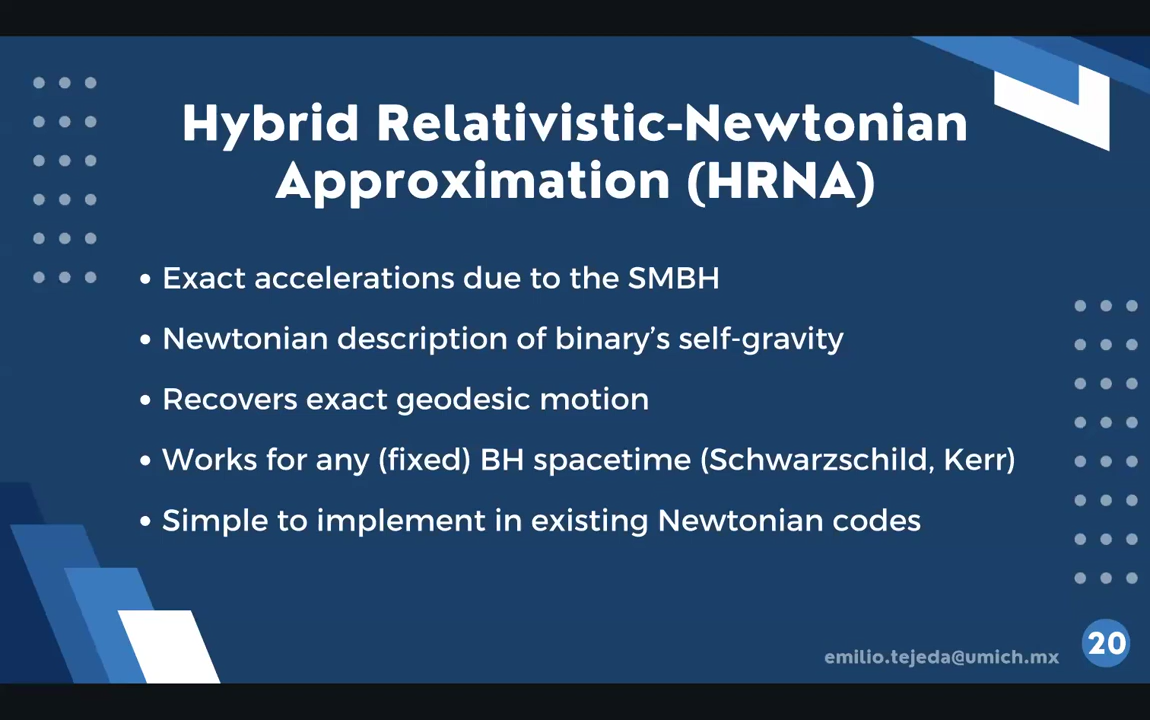 Hybrid Relativistic-Newtonian
Approximation (HRNA)
• Exact accelerations due to the SMBH
• Newtonian description of binary’s self-gravity
• Recovers exact geodesic motion
• Works for any (fixed) BH spacetime (Schwarzschild, Kerr)
• Simple to implement in existing Newtonian codes
emilio.tejeda@umich.mx
20